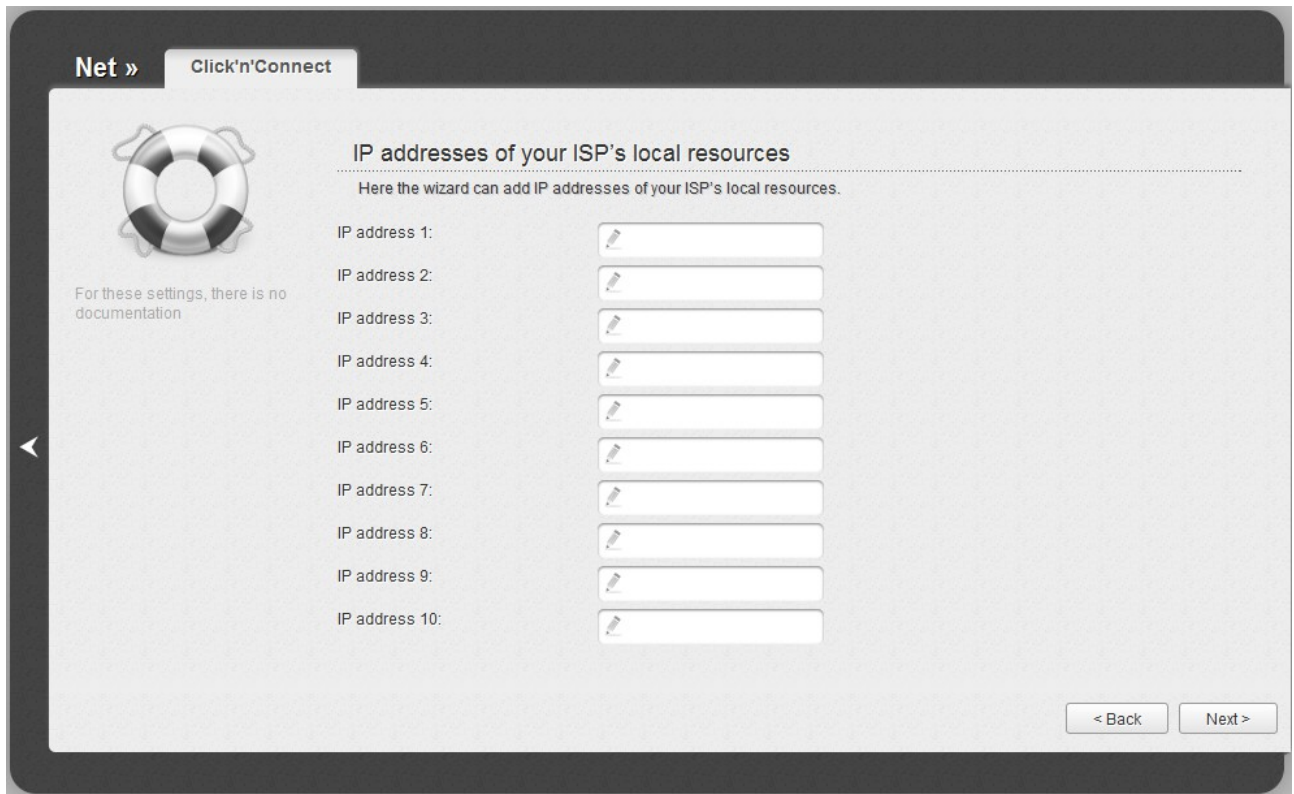 Net »
Click'n'Connect
IP addresses of your ISP's local resources
Here the wizard can add IP addresses of your ISP's local resources.
For these settings, there is no
documentation
IP address 1:
IP address 2:
IP address 3:
IP address 4:
IP address 5:
IP address 6:
IP address 7:
IP address 8:
IP address 9:
IP address 10:
< Back
Next >